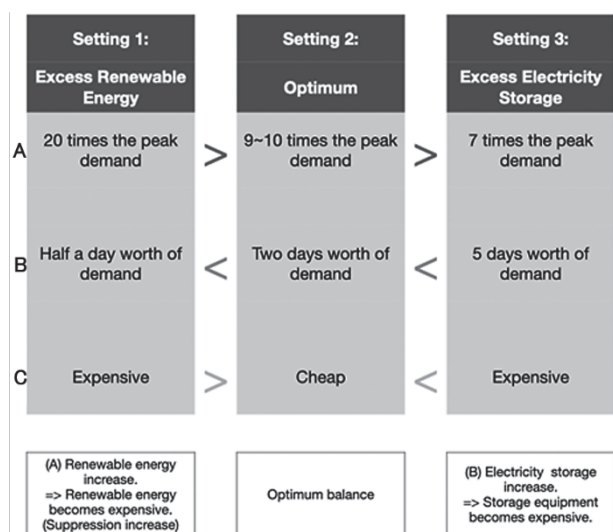 Setting 1:
Setting 2:
Setting 3:
Excess Renewable
Energy
Optimum
Excess Electricity
Storage
A
20 times the peak
demand
>
9~10 times the peak
demand
>
7 times the peak
demand
B
Half a day worth of
demand
<
Two days worth of
demand
<
5 days worth of
demand
C
Expensive
>
Cheap
<
Expensive
(A) Renewable energy
increase.
=> Renewable energy
becomes expensive.
(Suppression increase)
Optimum balance
(B) Electricity storage
increase.
=> Storage equipment
becomes expensive.